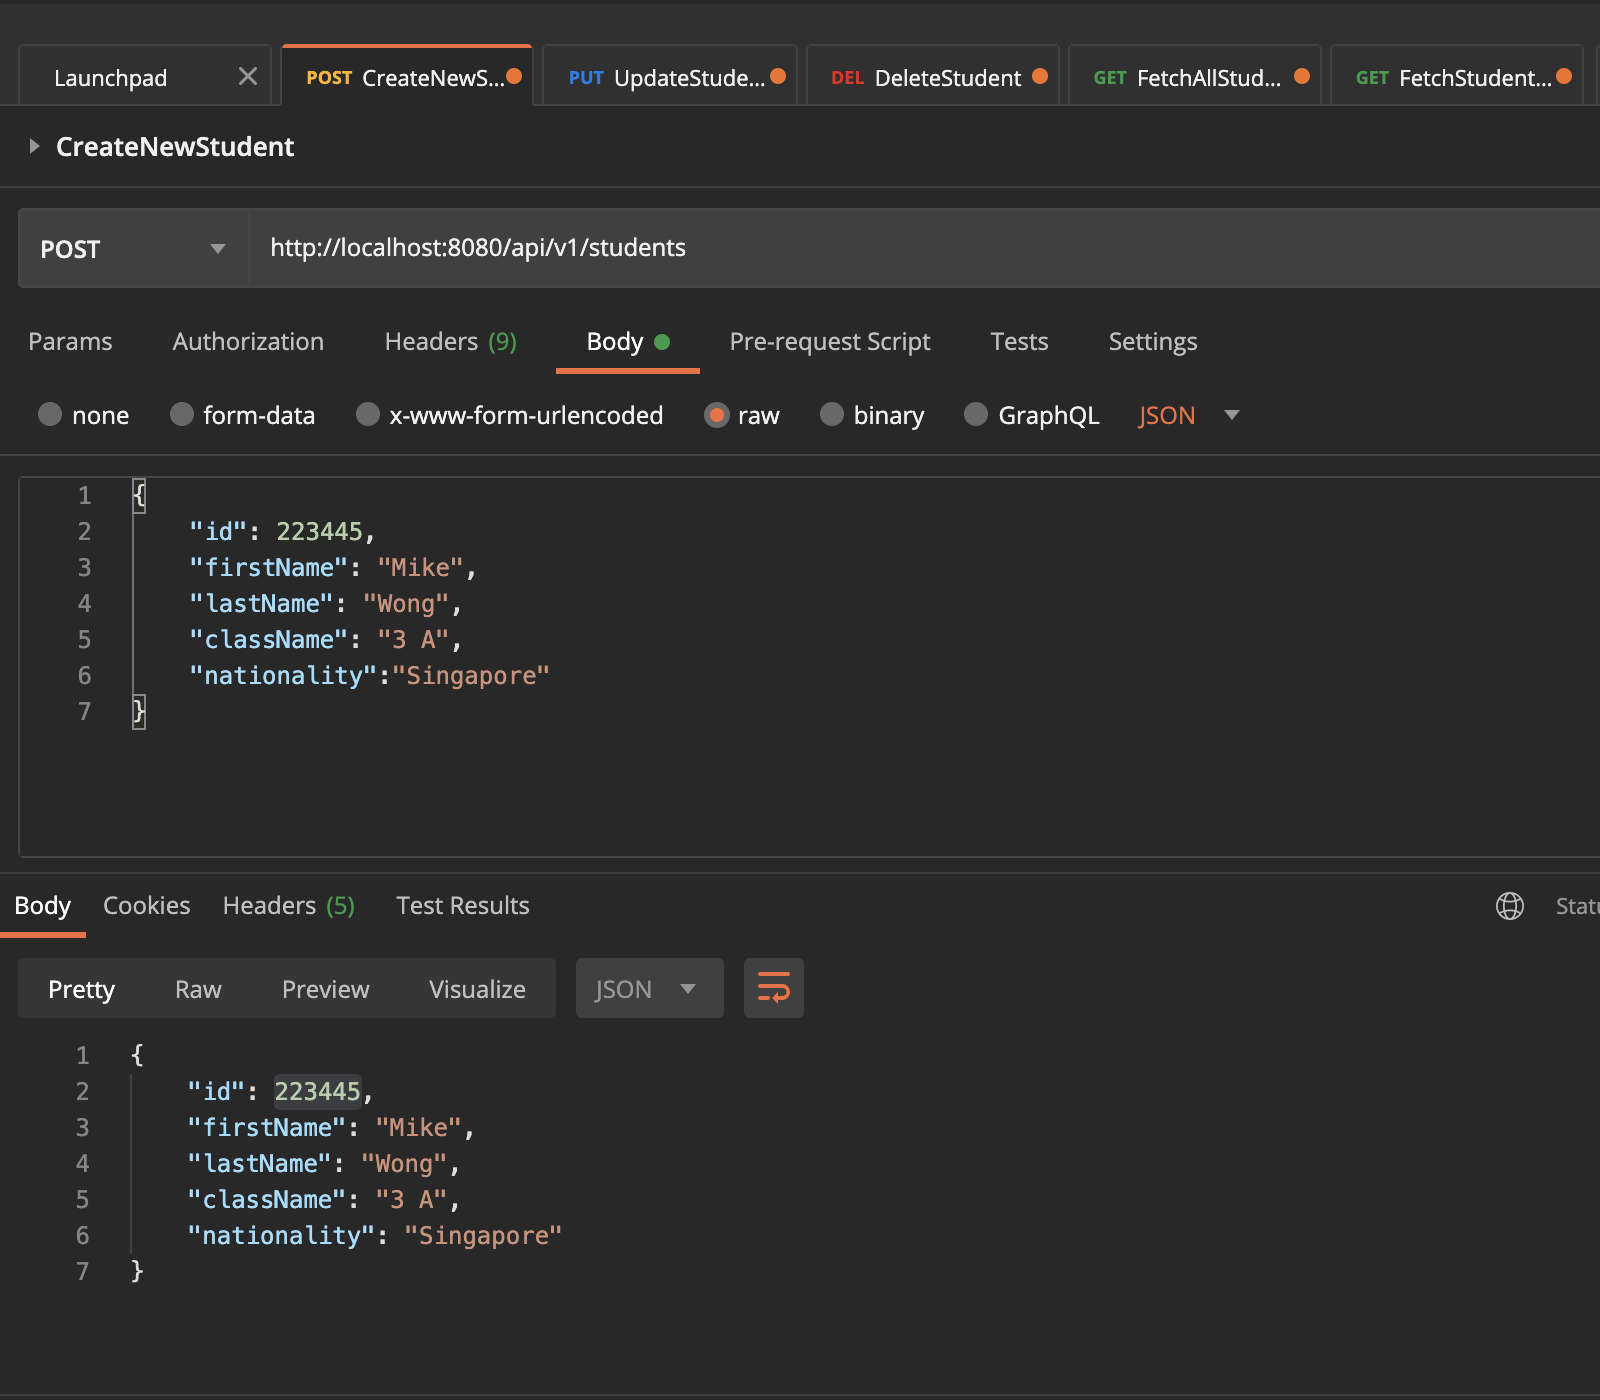 Launchpad POST CreateNewS... PUT UpdateStude... DEL DeleteStudent GET FetchAllStud... GET FetchStudent...
CreateNewStudent
POST http://localhost:8080/api/v1/students
Params Authorization Headers (9) Body Pre-request Script Tests Settings
none form-data x-www-form-urlencoded raw binary GraphQL JSON
1 {
2 "id": 223445,
3 "firstName": "Mike",
4 "lastName": "Wong",
5 "className": "3 A",
6 "nationality":"Singapore"
7 }
Body Cookies Headers (5) Test Results
Pretty Raw Preview Visualize JSON
1 {
2 "id": 223445,
3 "firstName": "Mike",
4 "lastName": "Wong",
5 "className": "3 A",
6 "nationality": "Singapore"
7 }